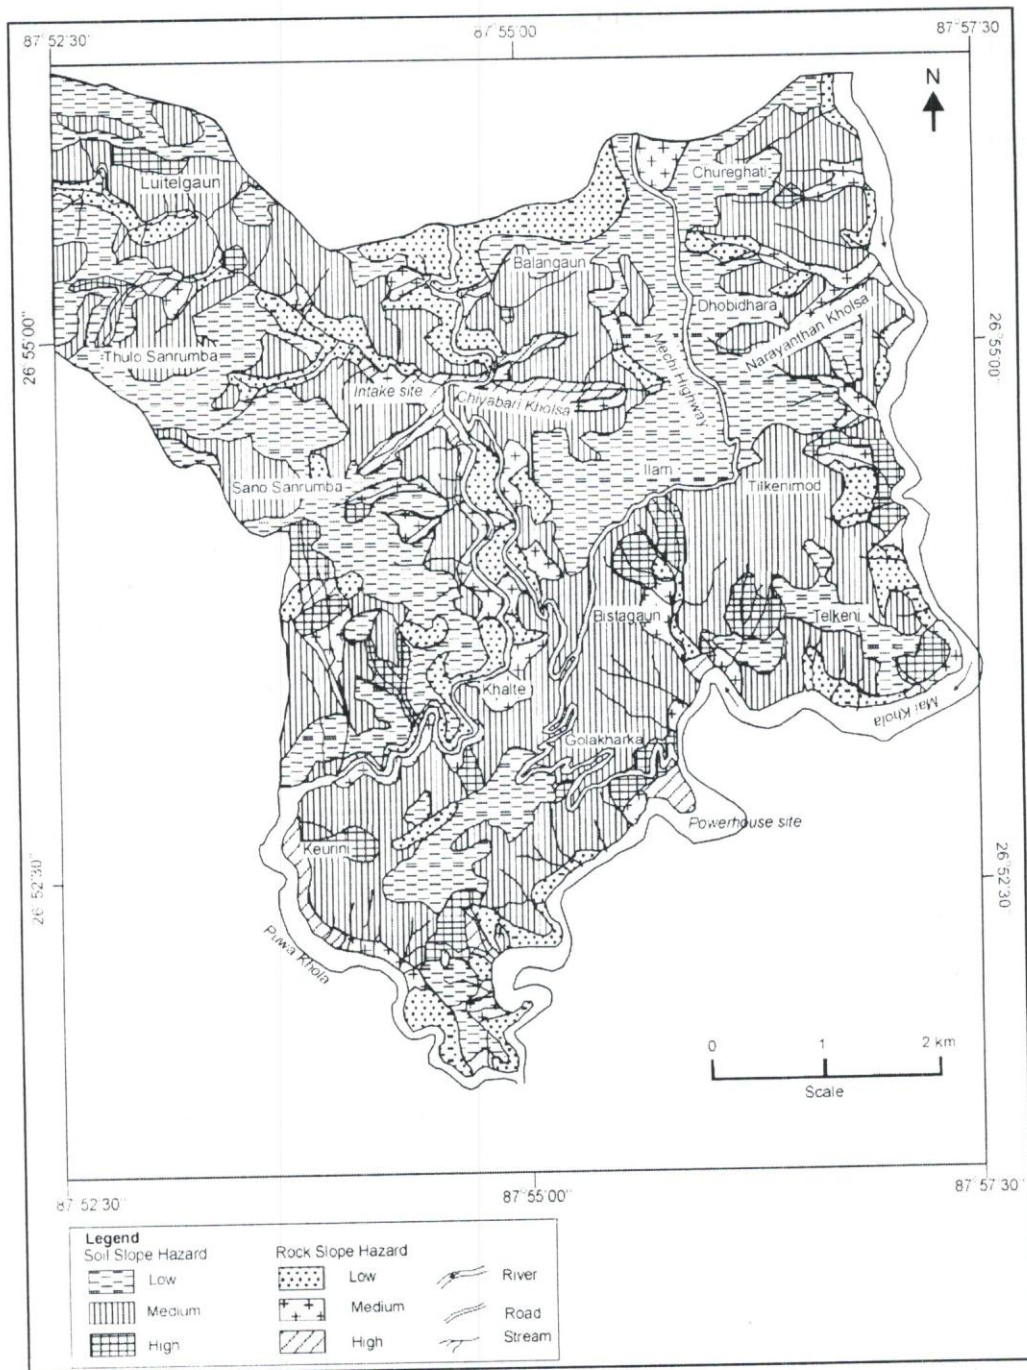 87°52'30"
87°55'00
87°57'30"
N
Luitelgaun
Chureghati
Balangaun
Dhobidhara
Narayanthan Kholsa
26°55'00"
26°55'00"
Thulo Sanrumba
Mechi Highway
Intake site
Chiyabari Kholsa
Ilam
Sano Sanrumba
Tilkenimod
Bistagaun
Telkeni
Khalte
Mai Khola
Golakharka
Powerhouse site
Keurini
26°52'30"
26°52'30"
Puwa Khola
0 1 2 km
Scale
87°52'30"
87°55'00"
87°57'30"
Legend
Soil Slope Hazard
Low
Medium
High
Rock Slope Hazard
Low
Medium
High
River
Road
Stream